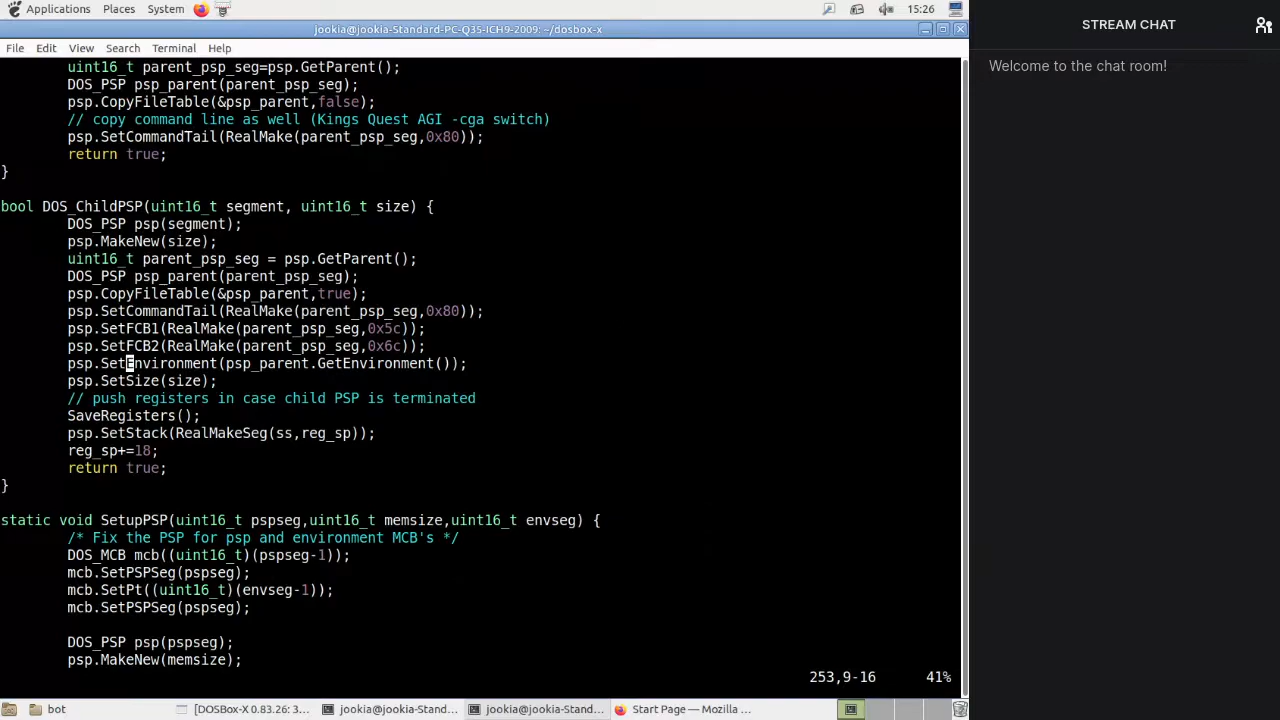 Applications Places System 15:26
jookia@jookia-Standard-PC-Q35-ICH9-2009: ~/dosbox-x
File Edit View Search Terminal Help
uint16_t parent_psp_seg=psp.GetParent();
DOS_PSP psp_parent(parent_psp_seg);
psp.CopyFileTable(&psp_parent,false);
// copy command line as well (Kings Quest AGI -cga switch)
psp.SetCommandTail(RealMake(parent_psp_seg,0x80));
return true;
}
bool DOS_ChildPSP(uint16_t segment, uint16_t size) {
DOS_PSP psp(segment);
psp.MakeNew(size);
uint16_t parent_psp_seg = psp.GetParent();
DOS_PSP psp_parent(parent_psp_seg);
psp.CopyFileTable(&psp_parent,true);
psp.SetCommandTail(RealMake(parent_psp_seg,0x80));
psp.SetFCB1(RealMake(parent_psp_seg,0x5c));
psp.SetFCB2(RealMake(parent_psp_seg,0x6c));
psp.SetEnvironment(psp_parent.GetEnvironment());
psp.SetSize(size);
// push registers in case child PSP is terminated
SaveRegisters();
psp.SetStack(RealMakeSeg(ss,reg_sp));
reg_sp+=18;
return true;
}
static void SetupPSP(uint16_t pspseg,uint16_t memsize,uint16_t envseg) {
/* Fix the PSP for psp and environment MCB's */
DOS_MCB mcb((uint16_t)(pspseg-1));
mcb.SetPSPSeg(pspseg);
mcb.SetPt((uint16_t)(envseg-1));
mcb.SetPSPSeg(pspseg);
DOS_PSP psp(pspseg);
psp.MakeNew(memsize);
253,9-16 41%
bot [DOSBox-X 0.83.26: 3... jookia@jookia-Stand... jookia@jookia-Stand... Start Page — Mozilla ...
STREAM CHAT
Welcome to the chat room!